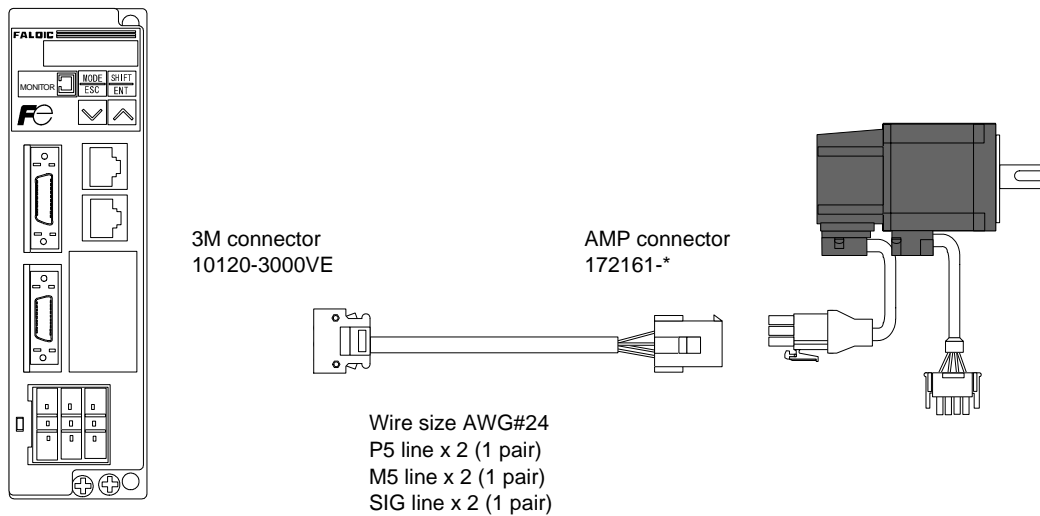 FALDIC
MONITOR
MODE
ESC
SHIFT
ENT
Fe
3M connector
10120-3000VE
AMP connector
172161-*
Wire size AWG#24
P5 line x 2 (1 pair)
M5 line x 2 (1 pair)
SIG line x 2 (1 pair)